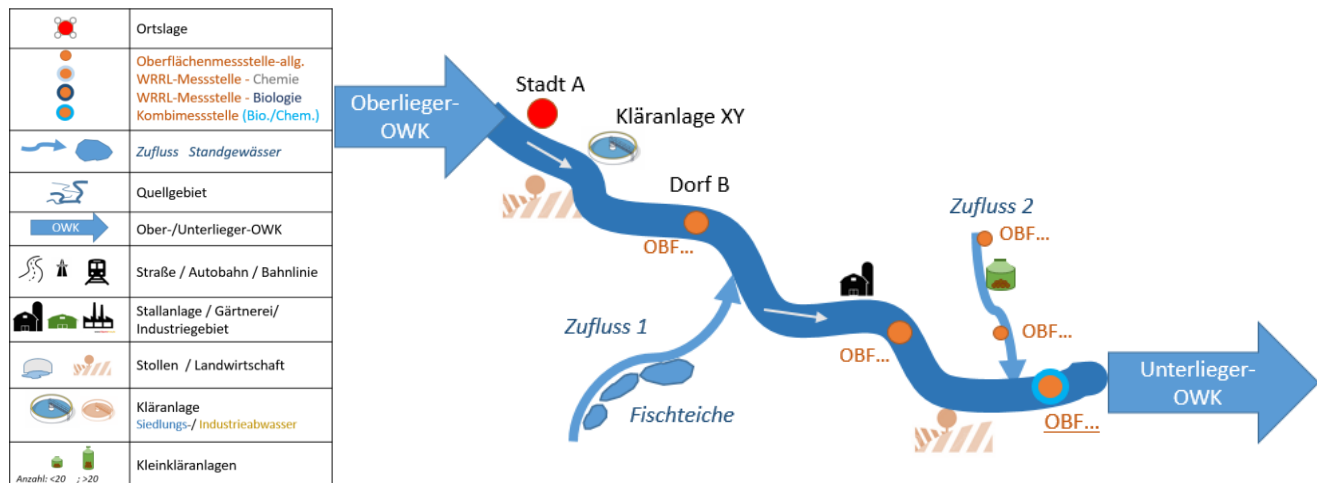 Ortslage
Oberflächenmessstelle-allg.
WRRL-Messstelle - Chemie
WRRL-Messstelle - Biologie
Kombimessstelle (Bio./Chem.)
Zufluss Standgewässer
Quellgebiet
OWK
Ober-/Unterlieger-OWK
Straße / Autobahn / Bahnlinie
Stallanlage / Gärtnerei/
Industriegebiet
Stollen / Landwirtschaft
Kläranlage
Siedlungs-/ Industrieabwasser
Kleinkläranlagen
Anzahl: <20 ; >20
Oberlieger-
OWK
Stadt A
Kläranlage XY
Dorf B
OBF...
Zufluss 1
Fischteiche
OBF...
Zufluss 2
OBF...
OBF...
OBF...
Unterlieger-
OWK